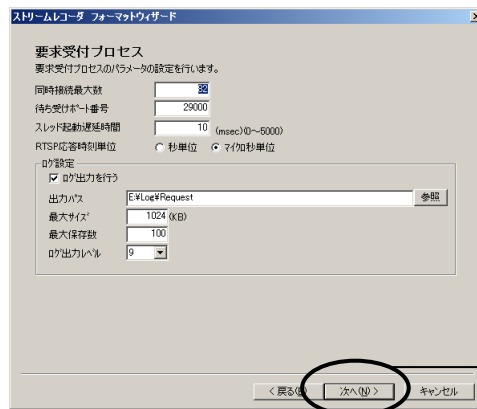 ストリームレコーダ フォーマットウィザード
要求受付プロセス
要求受付プロセスのパラメータの設定を行います。
同時接続最大数 32
待ち受けポート番号 29000
スレッド起動遅延時間 10 (msec)(0～5000)
RTSP応答時刻単位 秒単位 マイクロ秒単位
ログ設定
ログ出力を行う
出力パス E:¥Log¥Request 参照
最大サイズ 1024 (KB)
最大保存数 100
ログ出力レベル 9
< 戻る 次へ(N) > キャンセル